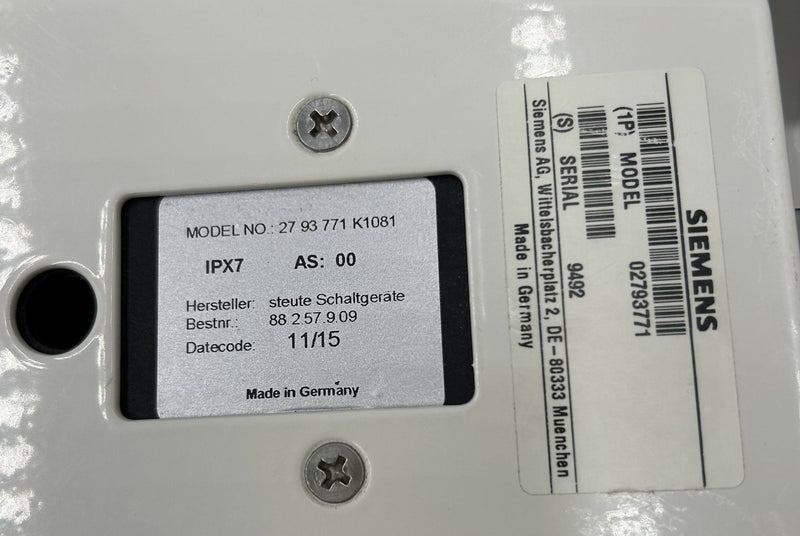 MODEL NO.: 27 93 771 K1081
IPX7 AS: 00
Hersteller: steute Schaltgeräte
Bestnr.: 88 2.57.9.09
Datecode: 11/15
Made in Germany
SIEMENS
(1P) MODEL 02793771
(S) SERIAL 9492
Siemens AG, Wittelsbacherplatz 2, DE-80333 Muenchen
Made in Germany